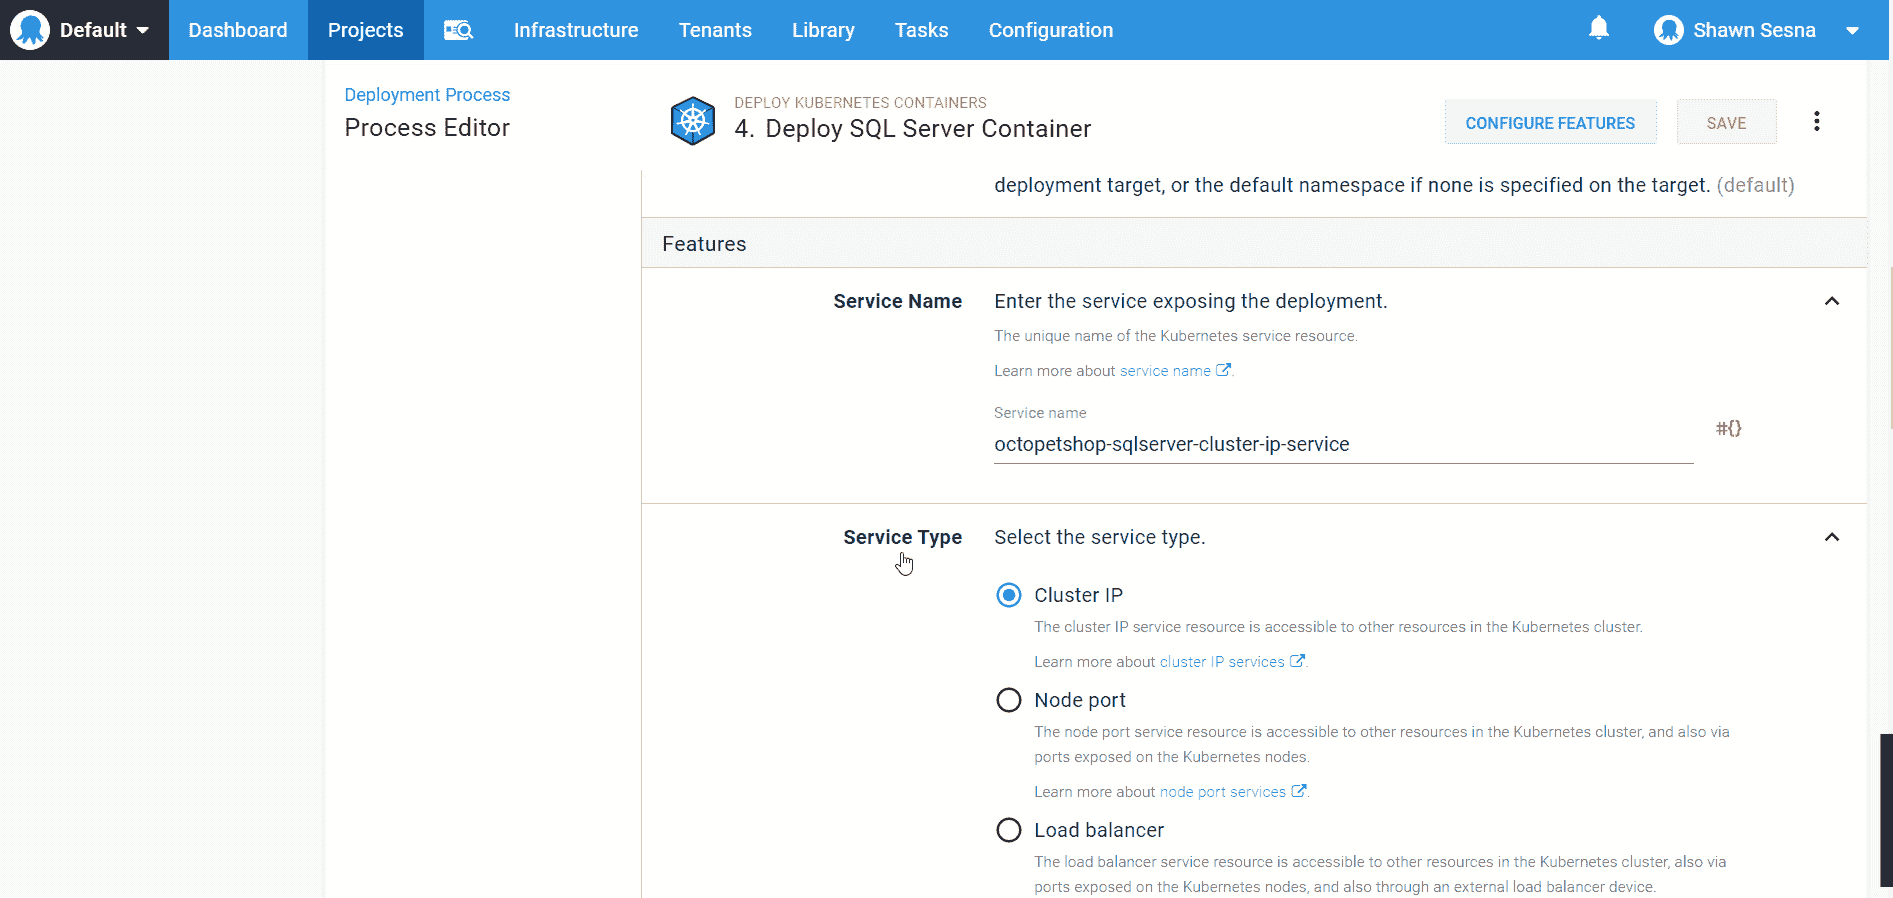 Default
Dashboard
Projects
Infrastructure
Tenants
Library
Tasks
Configuration
Shawn Sesna
Deployment Process
Process Editor
DEPLOY KUBERNETES CONTAINERS
4. Deploy SQL Server Container
CONFIGURE FEATURES
SAVE
deployment target, or the default namespace if none is specified on the target. (default)
Features
Service Name
Enter the service exposing the deployment.
The unique name of the Kubernetes service resource.
Learn more about service name.
Service name
octopetshop-sqlserver-cluster-ip-service
#{}
Service Type
Select the service type.
Cluster IP
The cluster IP service resource is accessible to other resources in the Kubernetes cluster.
Learn more about cluster IP services.
Node port
The node port service resource is accessible to other resources in the Kubernetes cluster, and also via
ports exposed on the Kubernetes nodes.
Learn more about node port services.
Load balancer
The load balancer service resource is accessible to other resources in the Kubernetes cluster, also via
ports exposed on the Kubernetes nodes, and also through an external load balancer device.